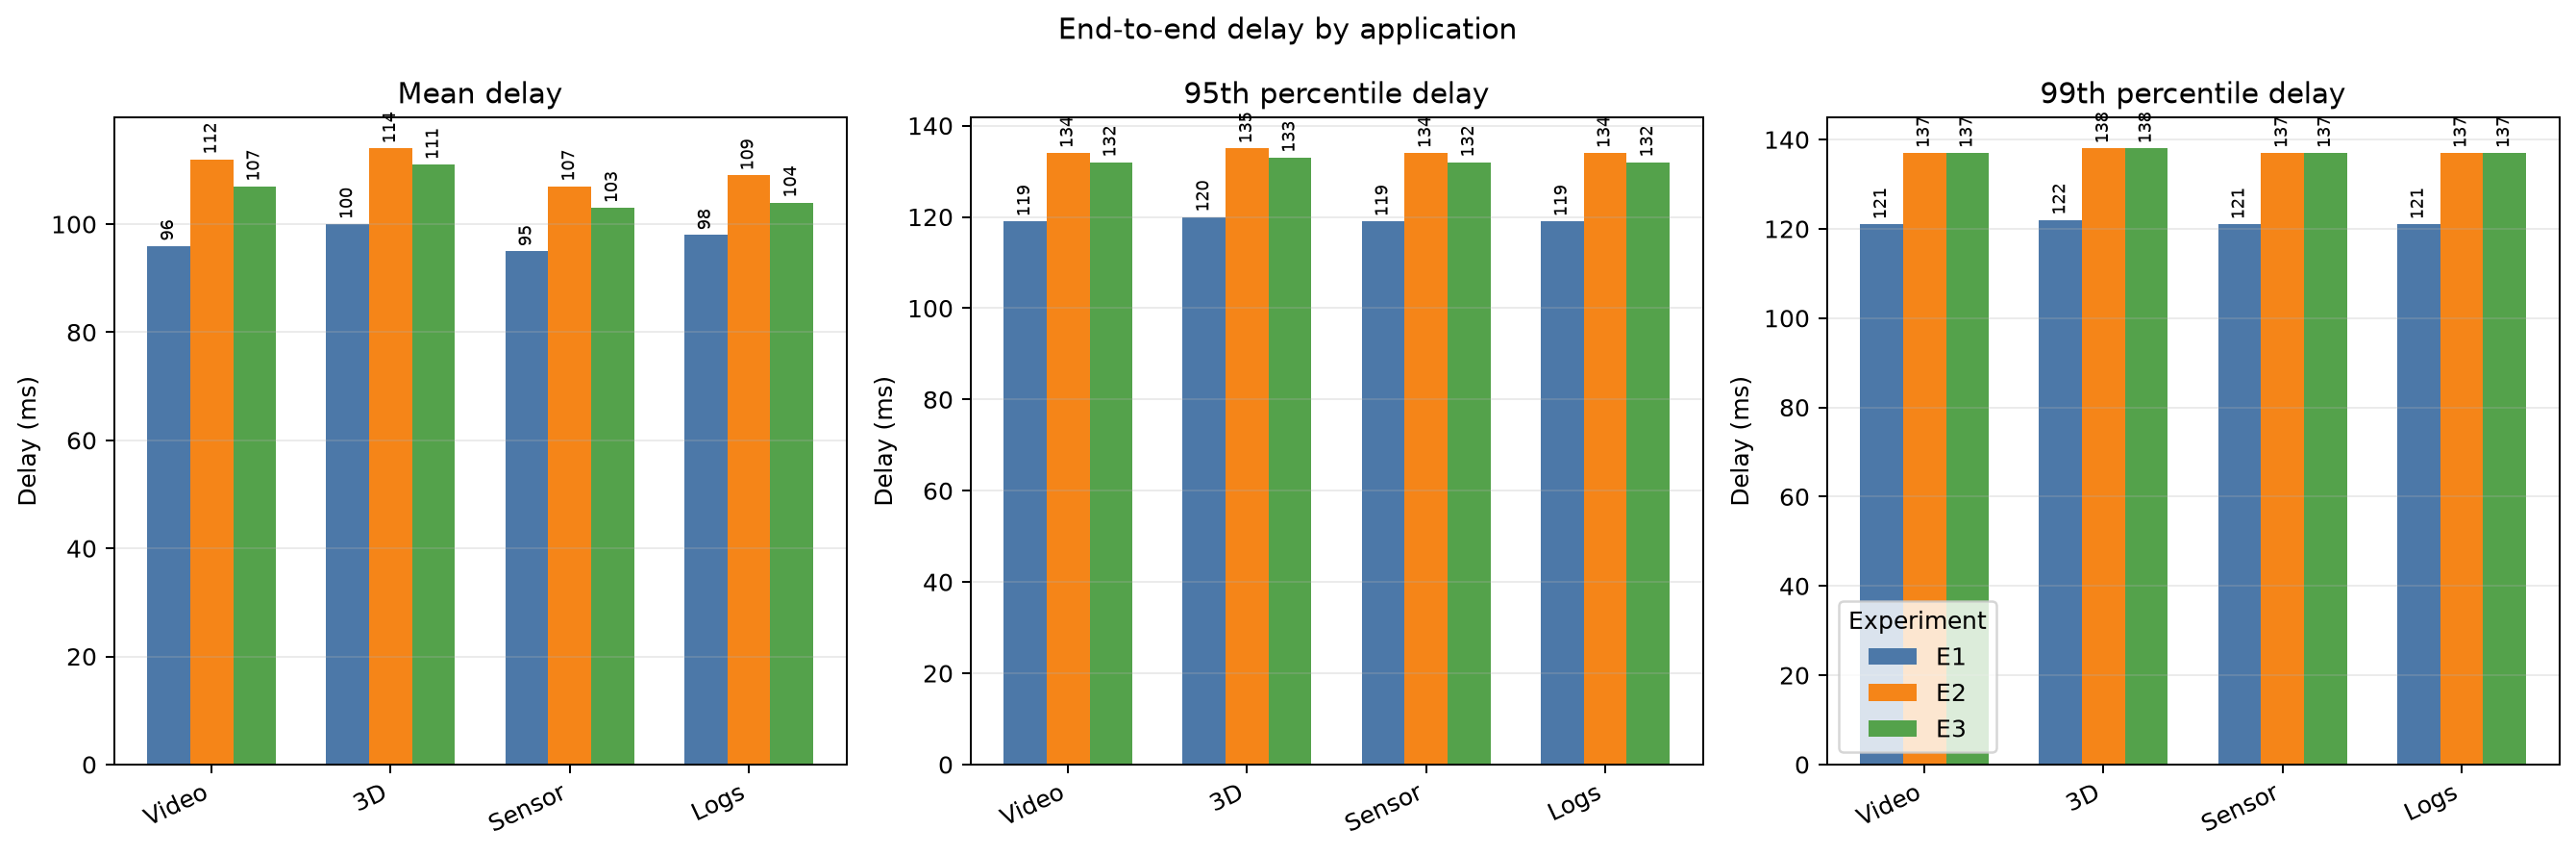 End-to-end delay by application
Mean delay
Delay (ms)
0
20
40
60
80
100
96
112
107
100
114
111
95
107
103
98
109
104
Video
3D
Sensor
Logs
95th percentile delay
Delay (ms)
0
20
40
60
80
100
120
140
119
134
132
120
135
133
119
134
132
119
134
132
Video
3D
Sensor
Logs
99th percentile delay
Delay (ms)
0
20
40
60
80
100
120
140
121
137
137
122
138
138
121
137
137
121
137
137
Experiment
E1
E2
E3
Video
3D
Sensor
Logs